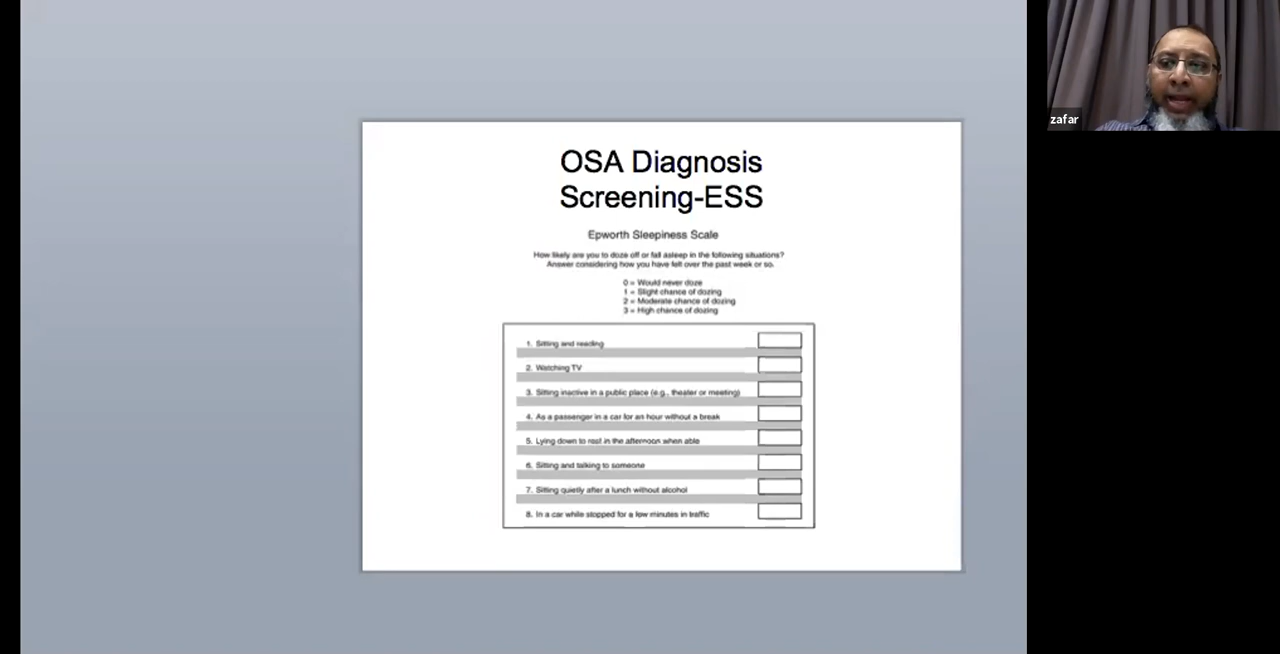 OSA Diagnosis
Screening-ESS
Epworth Sleepiness Scale
How likely are you to doze off or fall asleep in the following situations?
Answer considering how you have felt over the past week or so.
0 = Would never doze
1 = Slight chance of dozing
2 = Moderate chance of dozing
3 = High chance of dozing
1. Sitting and reading
2. Watching TV
3. Sitting inactive in a public place (e.g., theater or meeting)
4. As a passenger in a car for an hour without a break
5. Lying down to rest in the afternoon when able
6. Sitting and talking to someone
7. Sitting quietly after a lunch without alcohol
8. In a car while stopped for a few minutes in traffic
zafar